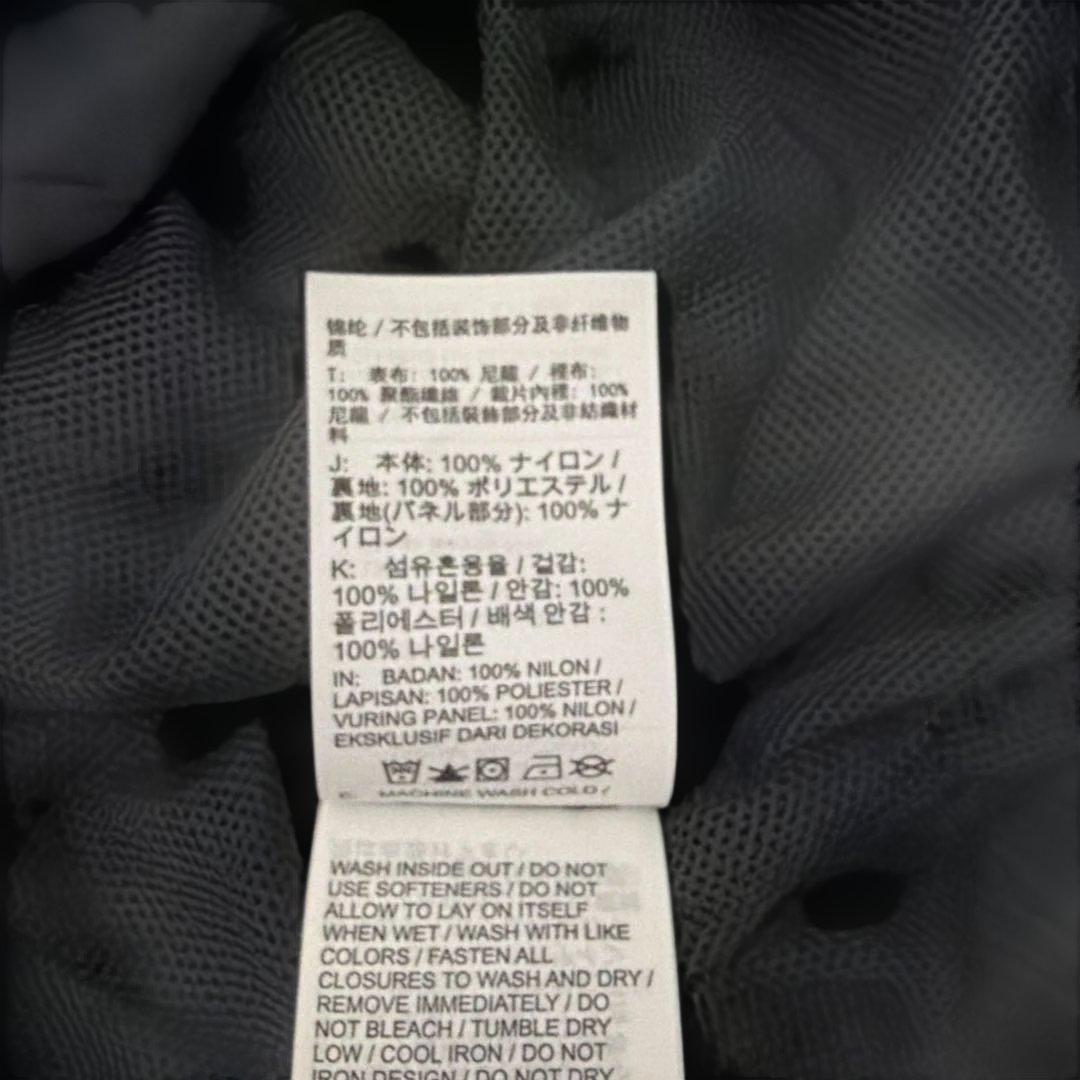 锦纶 / 不包括装饰部分及非纤维物
质
T: 表布: 100% 尼龍 / 裡布:
100% 聚酯纖維 / 裁片內裡: 100%
尼龍 / 不包括裝飾部分及非結織材
料
J: 本体: 100% ナイロン /
裏地: 100% ポリエステル /
裏地(パネル部分): 100% ナ
イロン
K: 섬유혼용율 / 겉감:
100% 나일론 / 안감: 100%
폴리에스터 / 배색 안감 :
100% 나일론
IN: BADAN: 100% NILON /
LAPISAN: 100% POLIESTER /
VURING PANEL: 100% NILON /
EKSKLUSIF DARI DEKORASI
MACHINE WASH COLD /
WASH INSIDE OUT / DO NOT
USE SOFTENERS / DO NOT
ALLOW TO LAY ON ITSELF
WHEN WET / WASH WITH LIKE
COLORS / FASTEN ALL
CLOSURES TO WASH AND DRY /
REMOVE IMMEDIATELY / DO
NOT BLEACH / TUMBLE DRY
LOW / COOL IRON / DO NOT
IRON DESIGN / DO NOT DRY